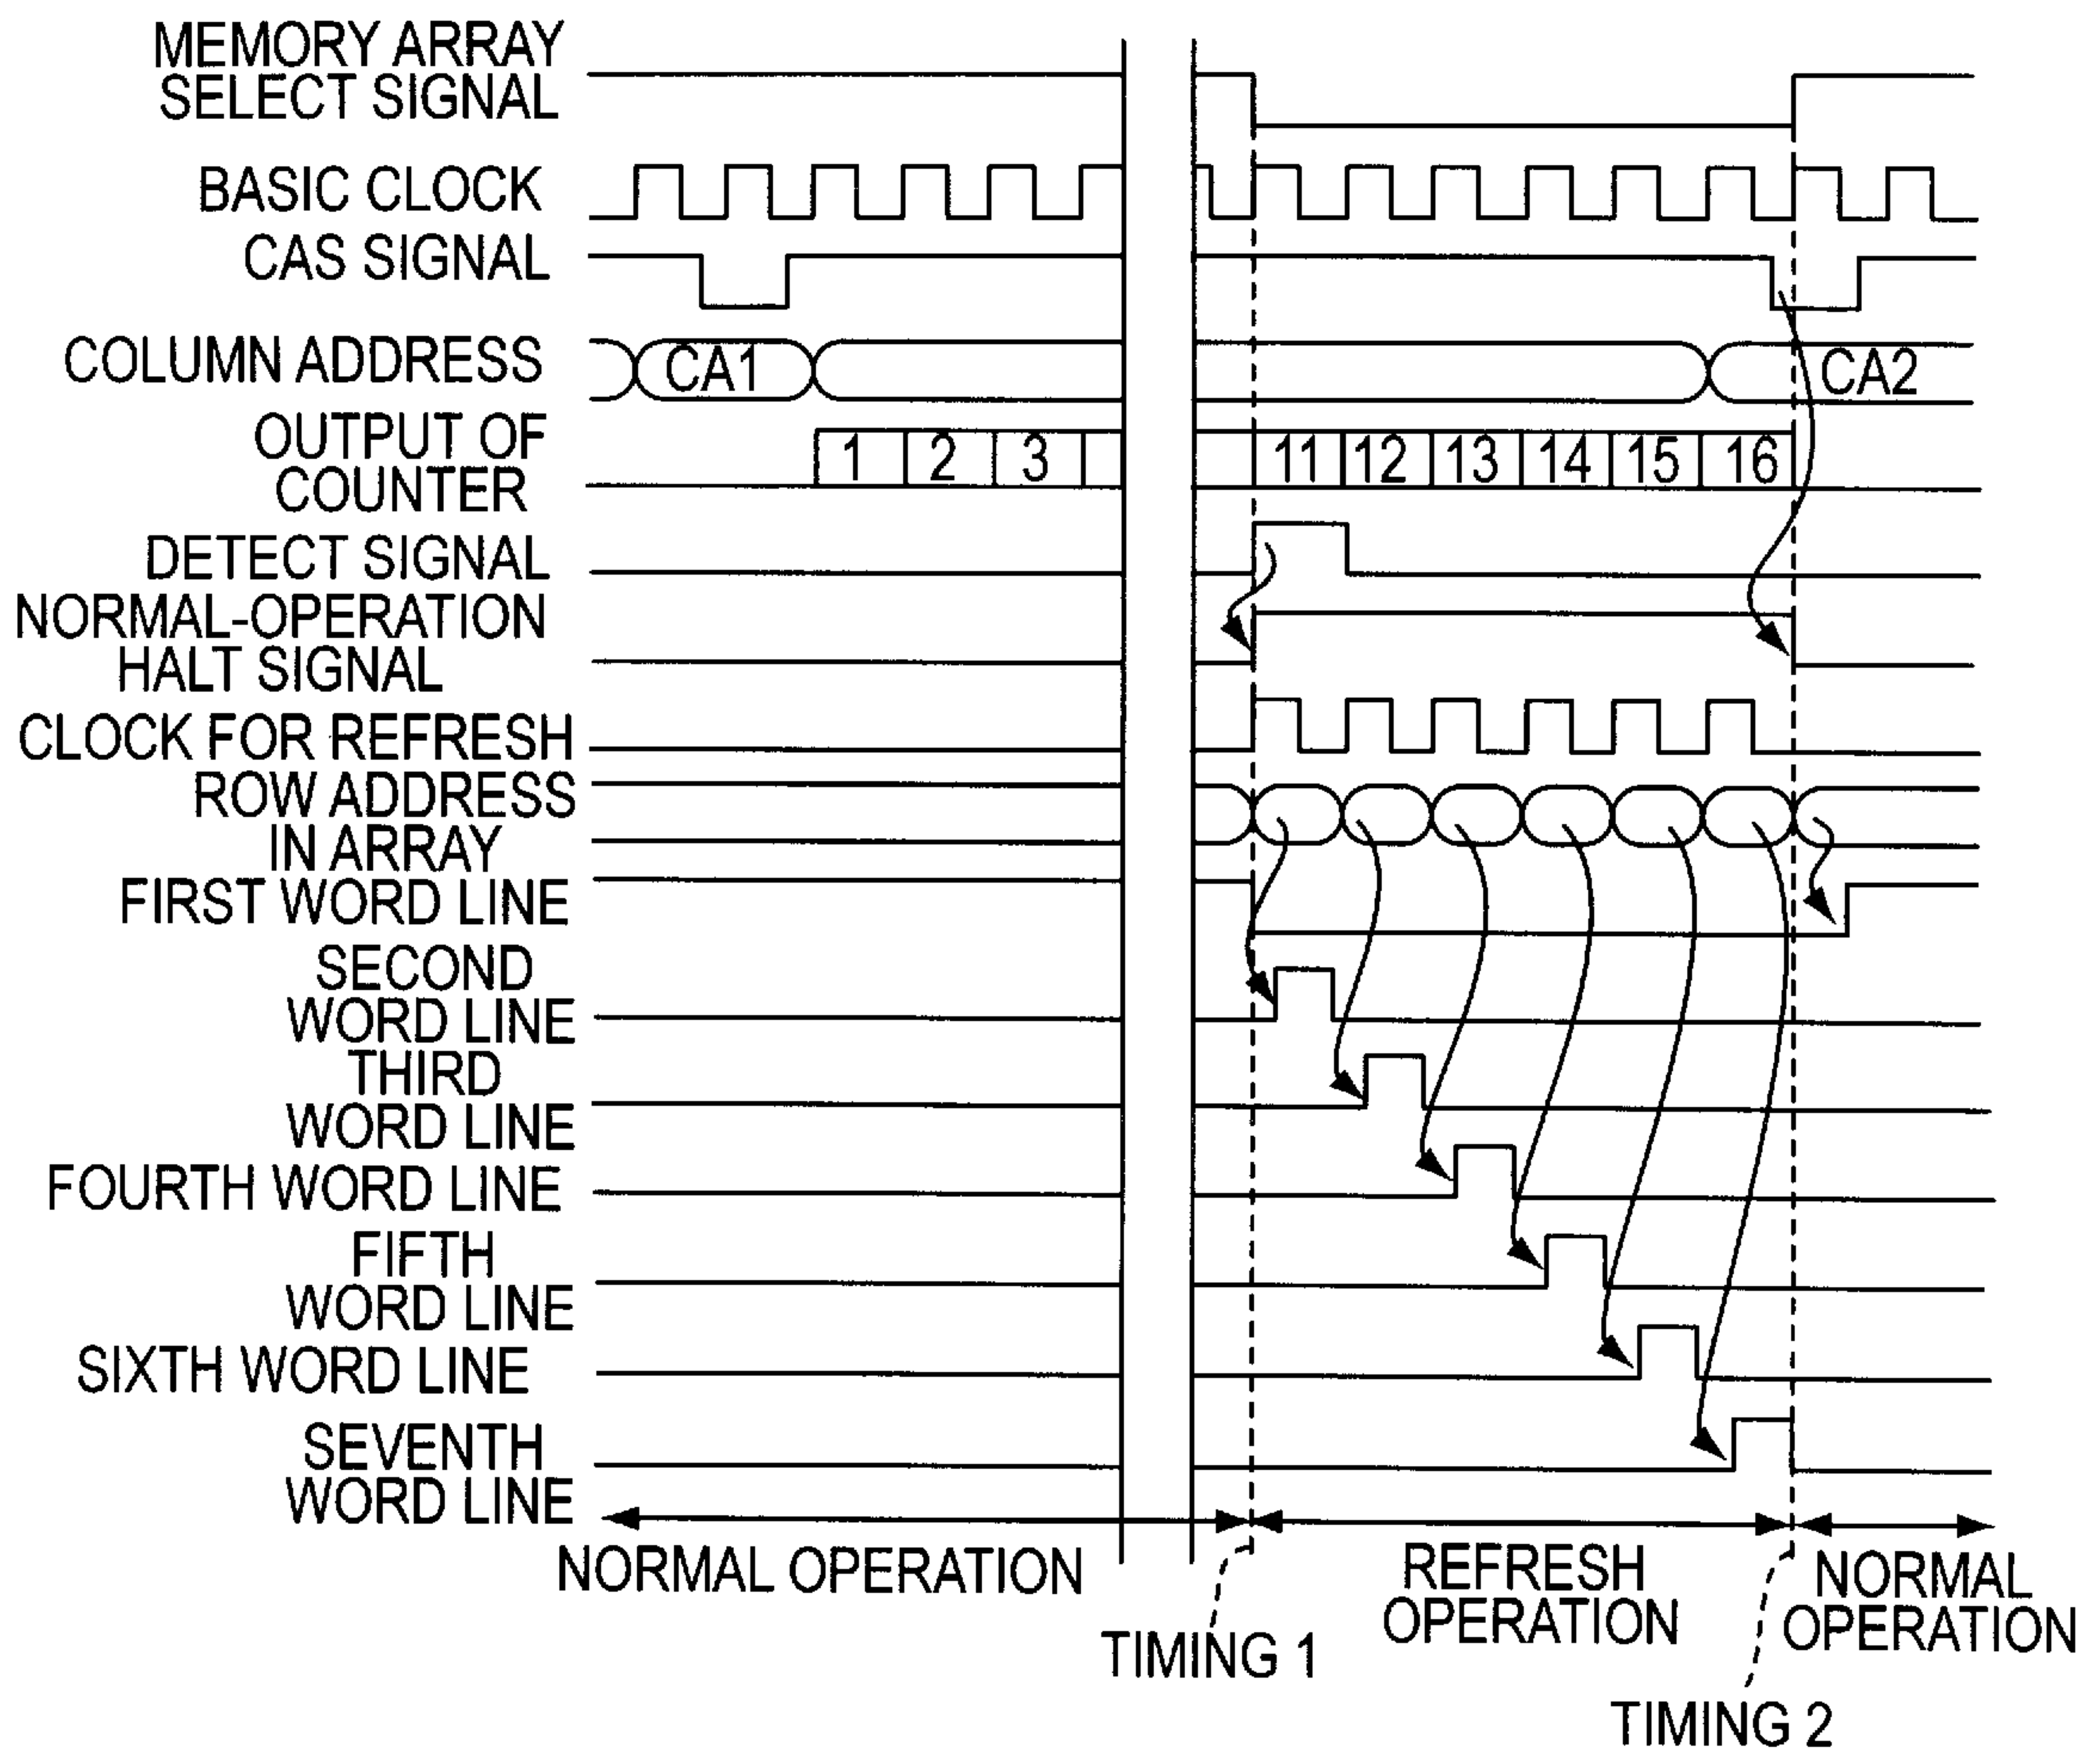 MEMORY ARRAY
SELECT SIGNAL
BASIC CLOCK
CAS SIGNAL
COLUMN ADDRESS
CA1
CA2
OUTPUT OF
COUNTER
1 2 3 11 12 13 14 15 16
DETECT SIGNAL
NORMAL-OPERATION
HALT SIGNAL
CLOCK FOR REFRESH
ROW ADDRESS
IN ARRAY
FIRST WORD LINE
SECOND
WORD LINE
THIRD
WORD LINE
FOURTH WORD LINE
FIFTH
WORD LINE
SIXTH WORD LINE
SEVENTH
WORD LINE
NORMAL OPERATION
REFRESH
OPERATION
NORMAL
OPERATION
TIMING 1
TIMING 2